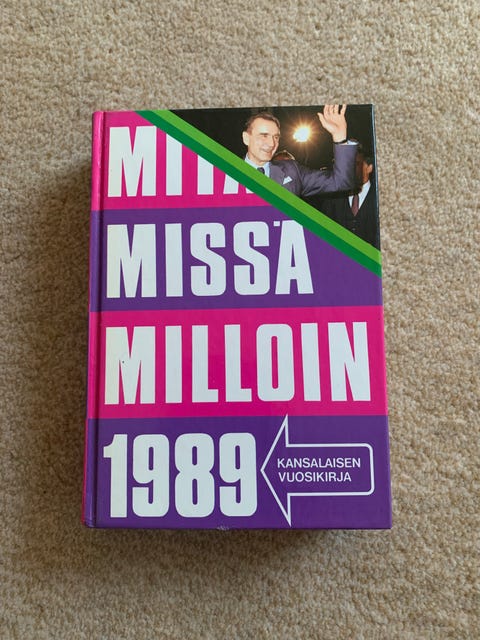 MITÄ
MISSÄ
MILLOIN
1989
KANSALAISEN
VUOSIKIRJA